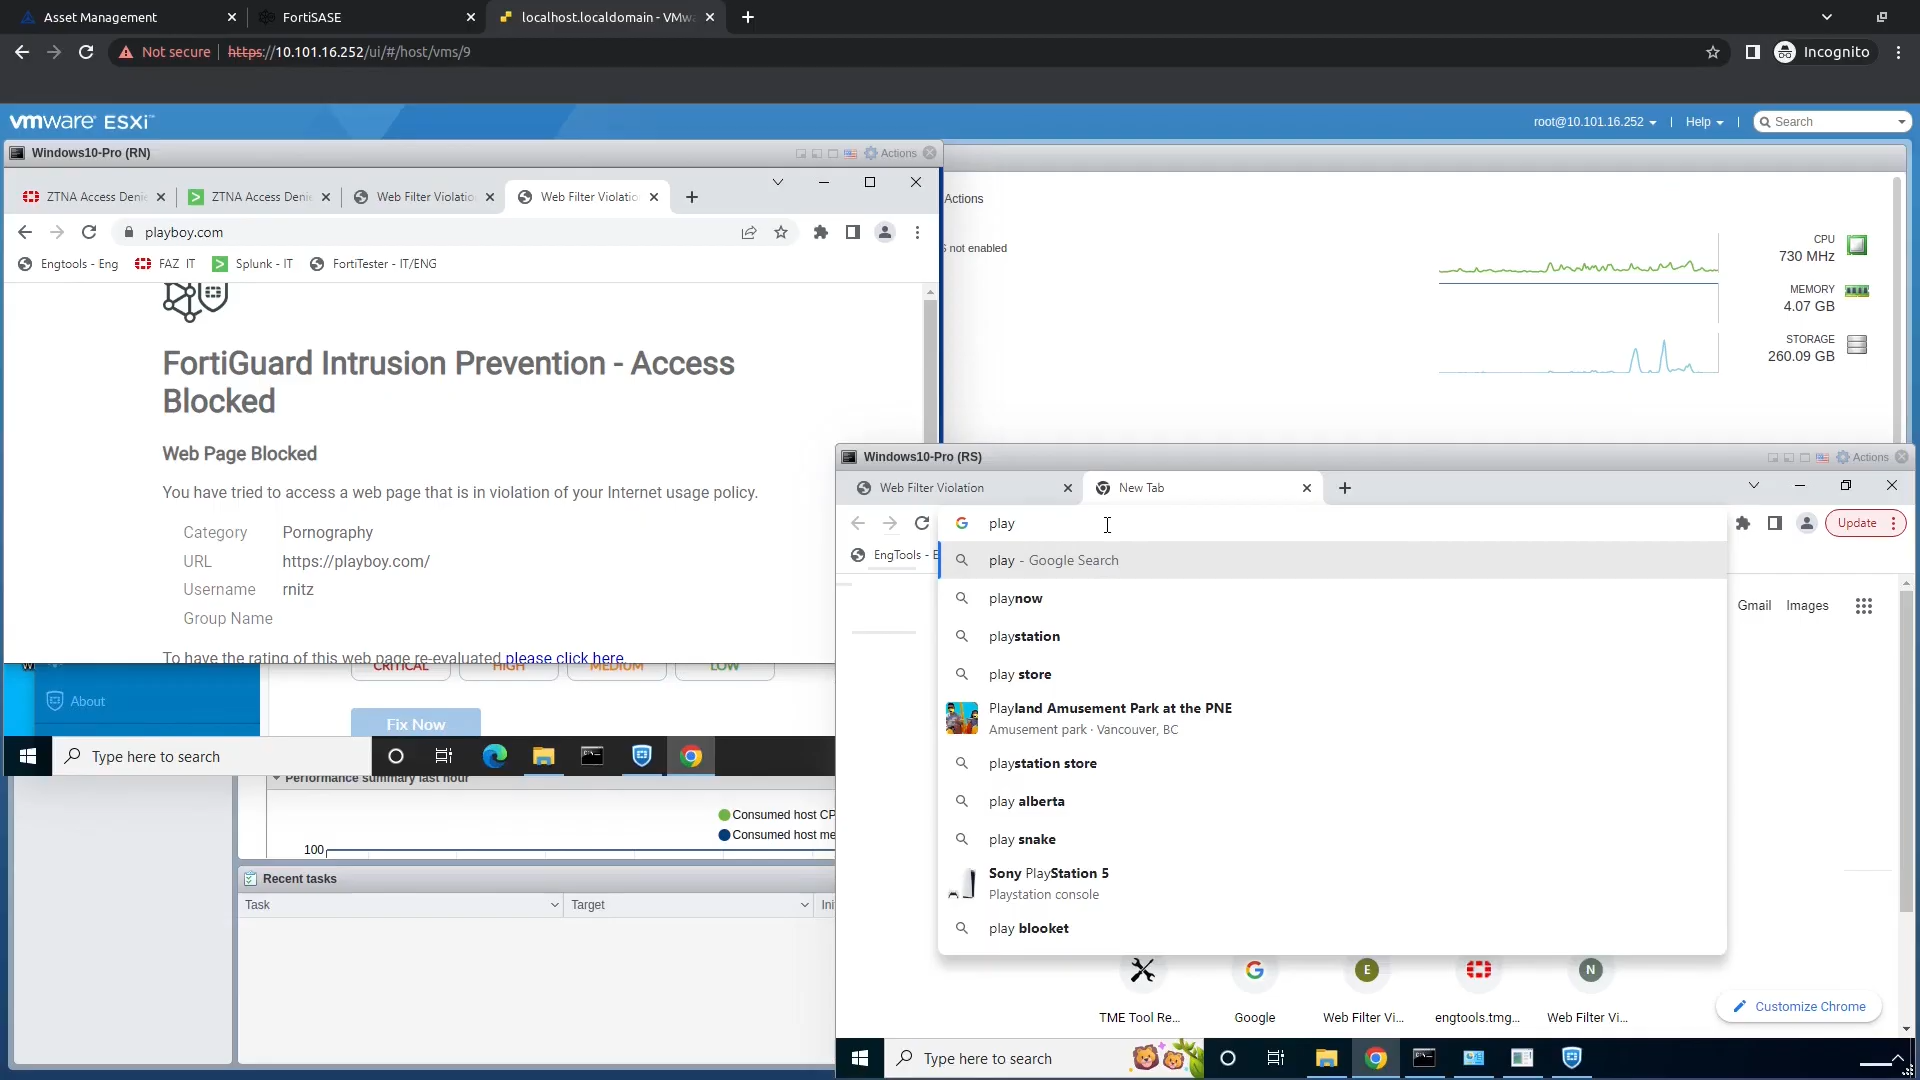 Asset Management
FortiSASE
localhost.localdomain - VMwa
Not secure
https://10.101.16.252/ui/#/host/vms/9
Incognito
vmware ESXi™
root@10.101.16.252
Help
Search
Windows10-Pro (RN)
Actions
ZTNA Access Denie
ZTNA Access Denie
Web Filter Violatio
Web Filter Violatio
playboy.com
Engtools - Eng
FAZ IT
Splunk - IT
FortiTester - IT/ENG
FortiGuard Intrusion Prevention - Access
Blocked
Web Page Blocked
You have tried to access a web page that is in violation of your Internet usage policy.
Category Pornography
URL https://playboy.com/
Username rnitz
Group Name
To have the rating of this web page re-evaluated please click here
CRITICAL
HIGH
MEDIUM
LOW
About
Fix Now
Type here to search
Performance summary last hour
Consumed host CP
Consumed host me
100
Recent tasks
Task
Target
Ini
Actions
not enabled
CPU
730 MHz
MEMORY
4.07 GB
STORAGE
260.09 GB
Windows10-Pro (RS)
Actions
Web Filter Violation
New Tab
play
Update
EngTools - E
play - Google Search
playnow
playstation
play store
Playland Amusement Park at the PNE
Amusement park · Vancouver, BC
playstation store
play alberta
play snake
Sony PlayStation 5
Playstation console
play blooket
Gmail
Images
E
N
TME Tool Re...
Google
Web Filter Vi...
engtools.tmg...
Web Filter Vi...
Customize Chrome
Type here to search